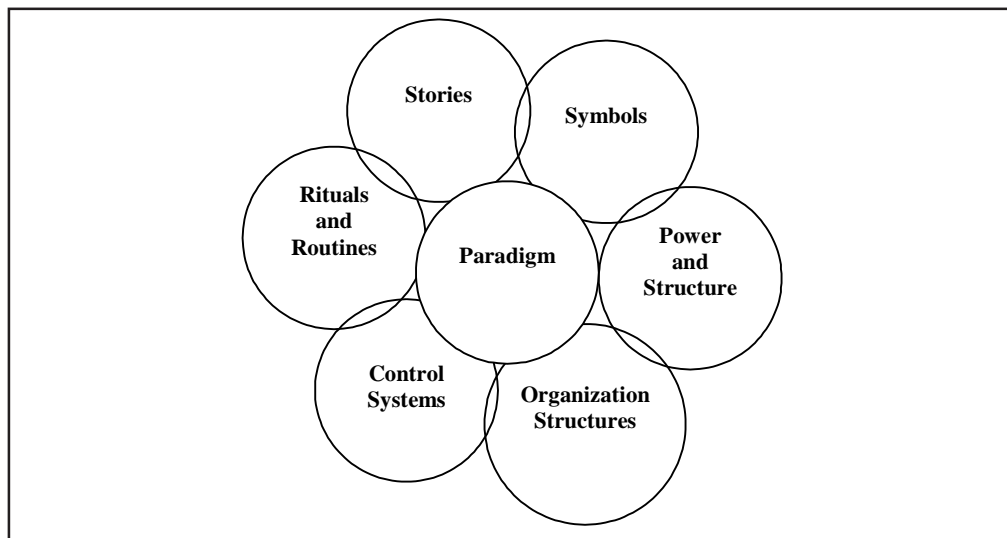 Stories
Symbols
Rituals
and
Routines
Paradigm
Power
and
Structure
Control
Systems
Organization
Structures